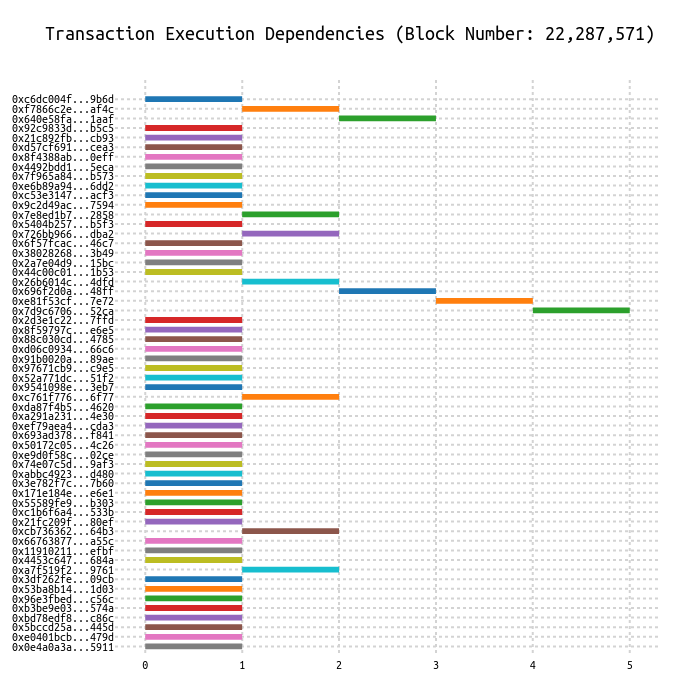 Transaction Execution Dependencies (Block Number: 22,287,571)
0xc6dc004f...9b6d
0xf7866c2e...af4c
0x640e58fa...1aaf
0x92c9833d...b5c5
0x21c892fb...cb93
0xd57cf691...cea3
0x8f4388ab...0eff
0x4492bdd1...5eca
0x7f965a84...b573
0xe6b89a94...6dd2
0xc53e3147...acf3
0x9c2d49ac...7594
0x7e8ed1b7...2858
0x5404b257...b5f3
0x726bb966...dba2
0x6f57fcac...46c7
0x38028268...3b49
0x2a7e04d9...15bc
0x44c00c01...1b53
0x26b6014c...4dfd
0x696f2d0a...48ff
0xe81f53cf...7e72
0x7d9c6706...52ca
0x2d3e1c22...7ffd
0x8f59797c...e6e5
0x88c030cd...4785
0xd06c0934...66c6
0x91b0020a...89ae
0x97671cb9...c9e5
0x52a771dc...51f2
0x9541098e...3eb7
0xc761f776...6f77
0xda87f4b5...4620
0xa291a231...4e30
0xef79aea4...cda3
0x693ad378...f841
0x50172c05...4c26
0xe9d0f58c...02ce
0x74e07c5d...9af3
0xabbc4923...d480
0x3e782f7c...7b60
0x171e184e...e6e1
0x55589fe9...b303
0xc1b6f6a4...533b
0x21fc209f...80ef
0xcb736362...64b3
0x66763877...a55c
0x11910211...efbf
0x4453c647...684a
0xa7f519f2...9761
0x3df262fe...09cb
0x53ba8b14...1d03
0x96e3fbed...c56c
0xb3be9e03...574a
0xbd78edf8...c86c
0x5bccd25a...445d
0xe0401bcb...479d
0x0e4a0a3a...5911
0 1 2 3 4 5